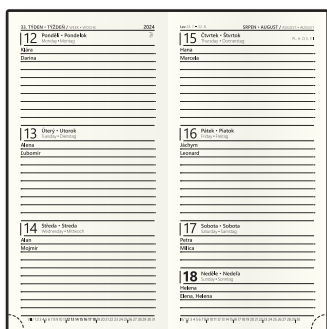 33. TÝDEN • TÝŽDEŇ / WEEK • WOCHE
2024
12 Pondělí • Pondelok
Monday • Montag
Klára
Darina
13 Úterý • Utorok
Tuesday • Dienstag
Alena
Ľubomír
14 Středa • Streda
Wednesday • Mittwoch
Alan
Mojmír
SRPEN • AUGUST / AUGUST • AUGUST
15 Čtvrtek • Štvrtok
Thursday • Donnerstag
Hana
Marcela
16 Pátek • Piatok
Friday • Freitag
Jáchym
Leonard
17 Sobota • Sobota
Saturday • Samstag
Petra
Milica
18 Neděle • Nedeľa
Sunday • Sonntag
Helena
Elena, Helena